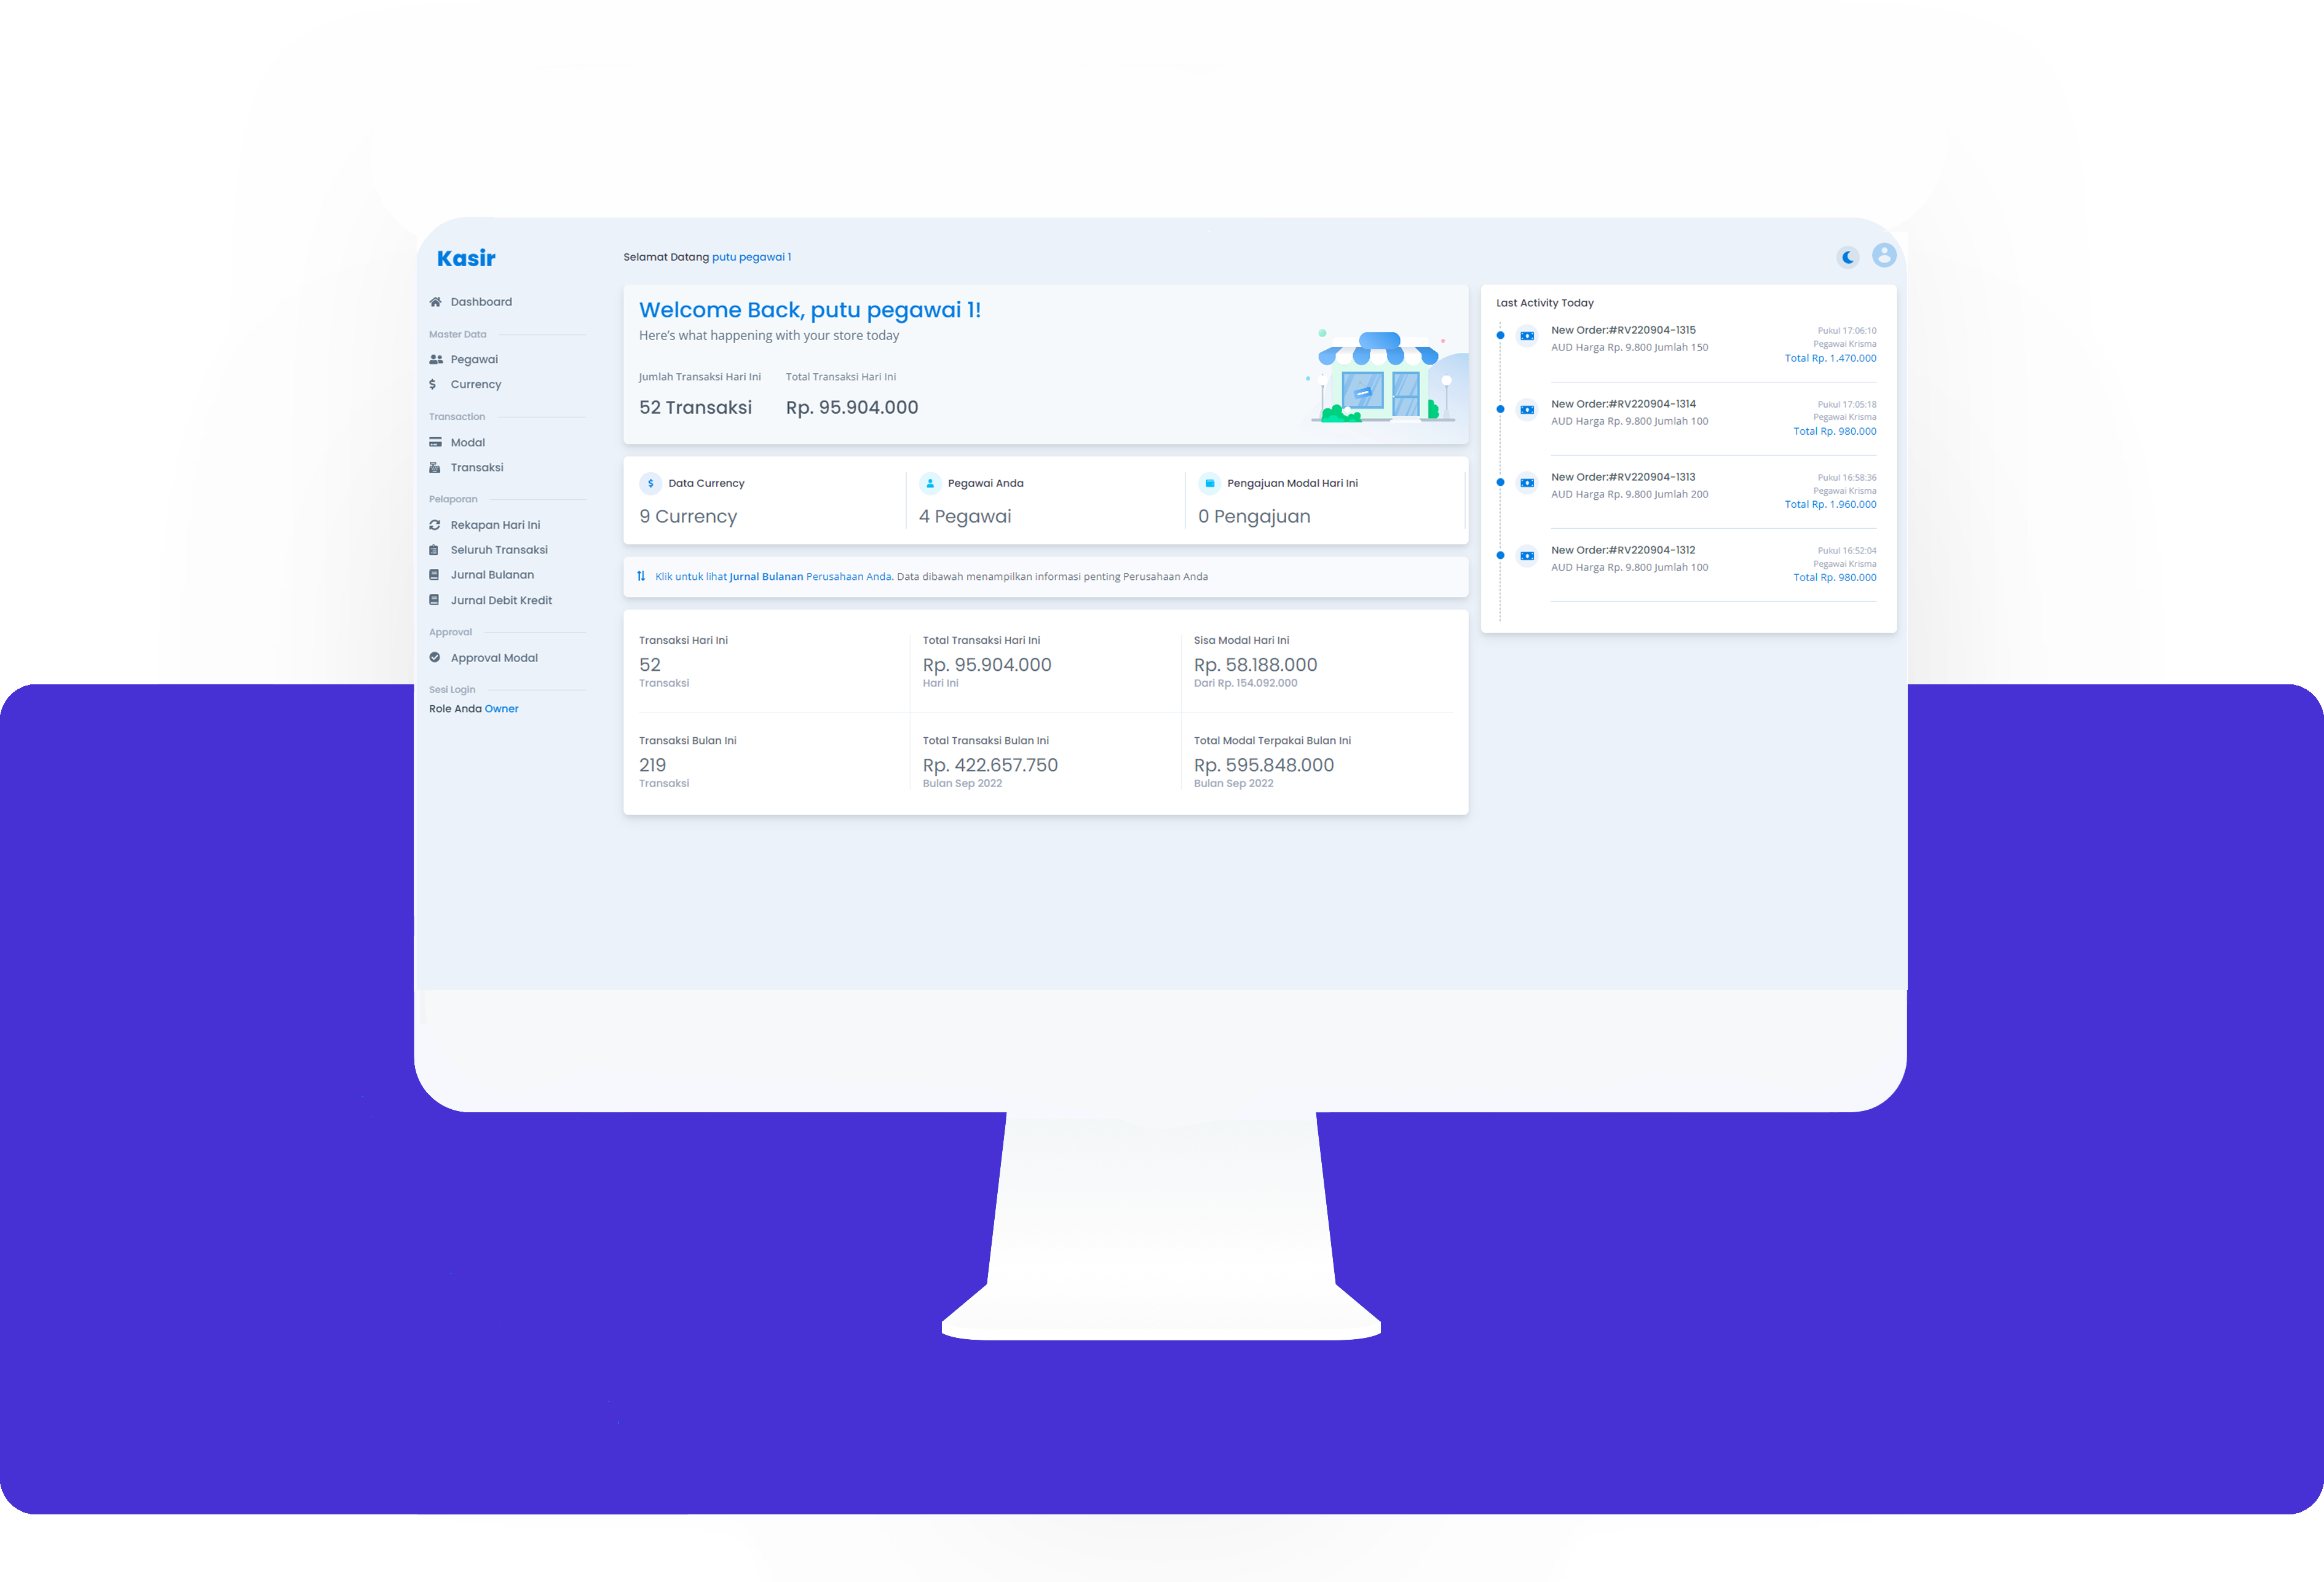 Kasir
Dashboard
Master Data
Pegawai
Currency
Transaction
Modal
Transaksi
Pelaporan
Rekapan Hari Ini
Seluruh Transaksi
Jurnal Bulanan
Jurnal Debit Kredit
Approval
Approval Modal
Sesi Login
Role Anda Owner
Selamat Datang putu pegawai 1
Welcome Back, putu pegawai 1!
Here's what happening with your store today
Jumlah Transaksi Hari Ini Total Transaksi Hari Ini
52 Transaksi Rp. 95.904.000
Data Currency Pegawai Anda Pengajuan Modal Hari Ini
9 Currency 4 Pegawai 0 Pengajuan
Klik untuk lihat Jurnal Bulanan Perusahaan Anda. Data dibawah menampilkan informasi penting Perusahaan Anda
Transaksi Hari Ini Total Transaksi Hari Ini Sisa Modal Hari Ini
52 Rp. 95.904.000 Rp. 58.188.000
Transaksi Hari Ini Dari Rp. 154.092.000
Transaksi Bulan Ini Total Transaksi Bulan Ini Total Modal Terpakai Bulan Ini
219 Rp. 422.657.750 Rp. 595.848.000
Transaksi Bulan Sep 2022 Bulan Sep 2022
Last Activity Today
New Order:#RV220904-1315 Pukul 17:06:10
Pegawai Krisma
AUD Harga Rp. 9.800 Jumlah 150
Total Rp. 1.470.000
New Order:#RV220904-1314 Pukul 17:05:18
Pegawai Krisma
AUD Harga Rp. 9.800 Jumlah 100
Total Rp. 980.000
New Order:#RV220904-1313 Pukul 16:58:36
Pegawai Krisma
AUD Harga Rp. 9.800 Jumlah 200
Total Rp. 1.960.000
New Order:#RV220904-1312 Pukul 16:52:04
Pegawai Krisma
AUD Harga Rp. 9.800 Jumlah 100
Total Rp. 980.000